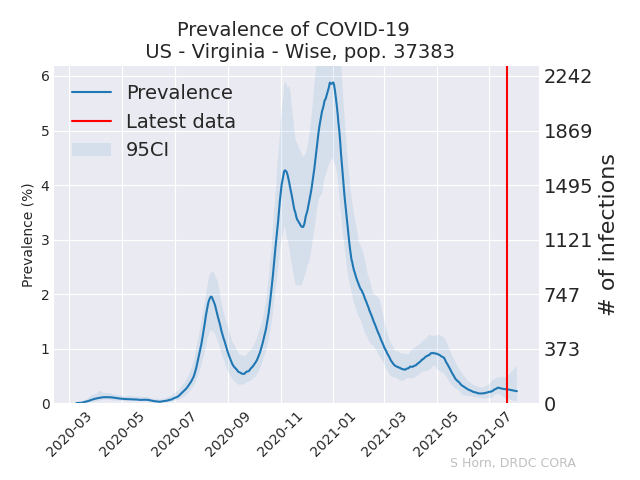 Prevalence of COVID-19
US - Virginia - Wise, pop. 37383
Prevalence
Latest data
95CI
Prevalence (%)
6
5
4
3
2
1
0
2242
1869
1495
1121
747
373
0
# of infections
2020-03
2020-05
2020-07
2020-09
2020-11
2021-01
2021-03
2021-05
2021-07
S Horn, DRDC CORA